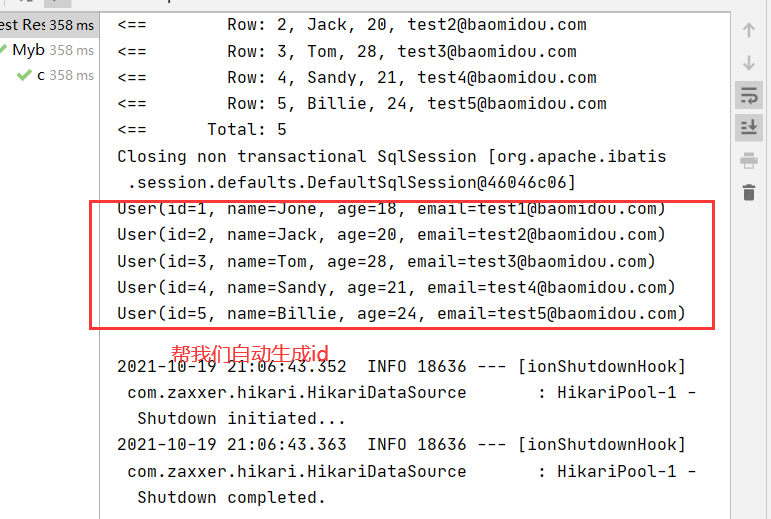 est Res 358 ms
Myb 358 ms
c 358 ms
<==        Row: 2, Jack, 20, test2@baomidou.com
<==        Row: 3, Tom, 28, test3@baomidou.com
<==        Row: 4, Sandy, 21, test4@baomidou.com
<==        Row: 5, Billie, 24, test5@baomidou.com
<==      Total: 5
Closing non transactional SqlSession [org.apache.ibatis
.session.defaults.DefaultSqlSession@46046c06]
User(id=1, name=Jone, age=18, email=test1@baomidou.com)
User(id=2, name=Jack, age=20, email=test2@baomidou.com)
User(id=3, name=Tom, age=28, email=test3@baomidou.com)
User(id=4, name=Sandy, age=21, email=test4@baomidou.com)
User(id=5, name=Billie, age=24, email=test5@baomidou.com)
帮我们自动生成id
2021-10-19 21:06:43.352  INFO 18636 --- [ionShutdownHook]
com.zaxxer.hikari.HikariDataSource       : HikariPool-1 -
Shutdown initiated...
2021-10-19 21:06:43.363  INFO 18636 --- [ionShutdownHook]
com.zaxxer.hikari.HikariDataSource       : HikariPool-1 -
Shutdown completed.